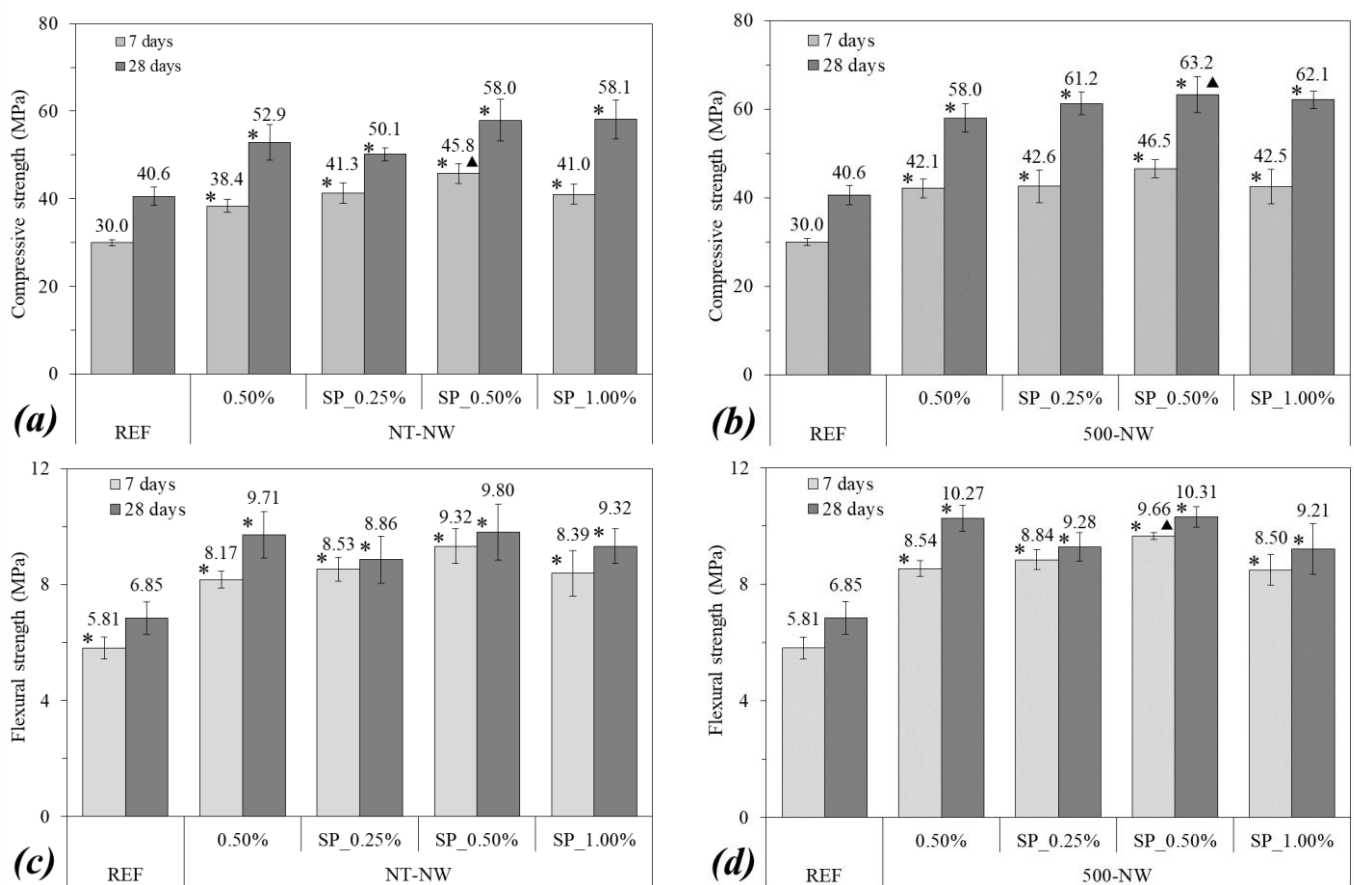 80
60
40
20
0
Compressive strength (MPa)
7 days
28 days
30.0
40.6
* 38.4
* 52.9
* 41.3
* 50.1
* 45.8 ▲
* 58.0
* 41.0
* 58.1
0.50% SP_0.25% SP_0.50% SP_1.00%
REF NT-NW
(a)
80
60
40
20
0
Compressive strength (MPa)
7 days
28 days
30.0
40.6
* 42.1
* 58.0
* 42.6
* 61.2
* 46.5
* 63.2 ▲
* 42.5
* 62.1
0.50% SP_0.25% SP_0.50% SP_1.00%
REF 500-NW
(b)
12
8
4
0
Flexural strength (MPa)
7 days
28 days
* 5.81
6.85
* 8.17
* 9.71
* 8.53
* 8.86
* 9.32
* 9.80
* 8.39
* 9.32
0.50% SP_0.25% SP_0.50% SP_1.00%
REF NT-NW
(c)
12
8
4
0
Flexural strength (MPa)
7 days
28 days
5.81
6.85
* 8.54
* 10.27
* 8.84
* 9.28
* 9.66 ▲
* 10.31
* 8.50
* 9.21
0.50% SP_0.25% SP_0.50% SP_1.00%
REF 500-NW
(d)